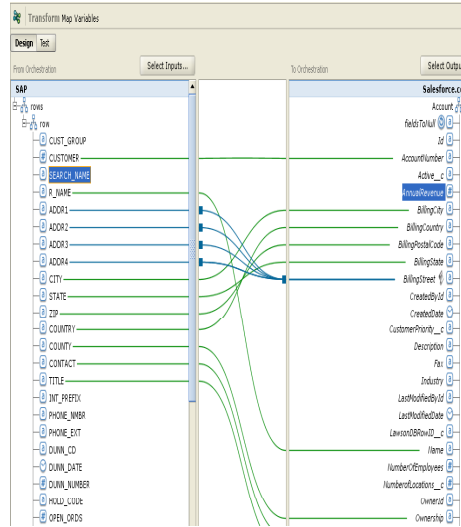 Transform Map Variables
Design Test
From Orchestration
Select Inputs...
To Orchestration
SAP
rows
row
CUST_GROUP
CUSTOMER
SEARCH_NAME
R_NAME
ADDR1
ADDR2
ADDR3
ADDR4
CITY
STATE
ZIP
COUNTRY
COUNTY
CONTACT
TITLE
INT_PREFIX
PHONE_NMBR
PHONE_EXT
DUNN_CD
DUNN_DATE
DUNN_NUMBER
HOLD_CODE
OPEN_ORDS
Select Outpu
Salesforce.c
Account
fieldsToNull
Id
AccountNumber
Active__c
AnnualRevenue
BillingCity
BillingCountry
BillingPostalCode
BillingState
BillingStreet
CreatedById
CreatedDate
CustomerPriority__c
Description
Fax
Industry
LastModifiedById
LastModifiedDate
LawsonDBRowID__c
Name
NumberOfEmployees
NumberofLocations__c
OwnerId
Ownership